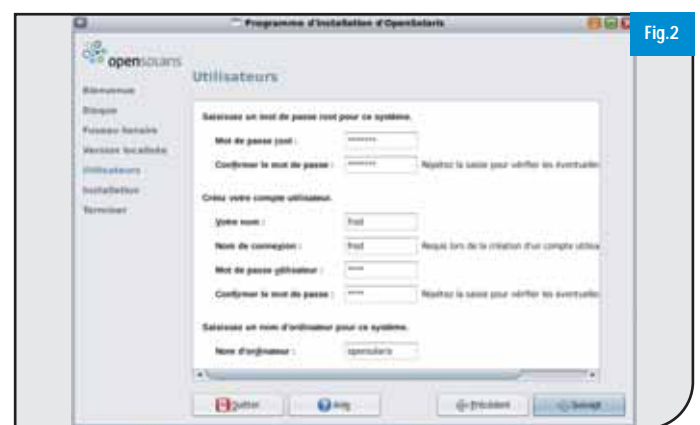 Programme d'installation d'OpenSolaris
Fig.2
opensolaris
Utilisateurs
Bienvenue
Disque
Fuseau horaire
Version localisée
Utilisateurs
Installation
Terminer
Saisissez un mot de passe root pour ce système.
Mot de passe root :
*******
Confirmer le mot de passe :
*******
Répétez la saisie pour vérifier les éventuelles
Créez votre compte utilisateur.
Votre nom :
fred
Nom de connexion :
fred
Requis lors de la création d'un compte utilisa
Mot de passe utilisateur :
****
Confirmer le mot de passe :
****
Répétez la saisie pour vérifier les éventuelles
Saisissez un nom d'ordinateur pour ce système.
Nom d'ordinateur :
opensolaris
Quitter
Aide
Précédent
Suivant